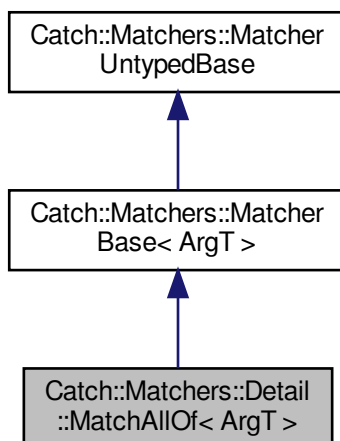 Catch::Matchers::Matcher
UntypedBase
Catch::Matchers::Matcher
Base< ArgT >
Catch::Matchers::Detail
::MatchAllOf< ArgT >